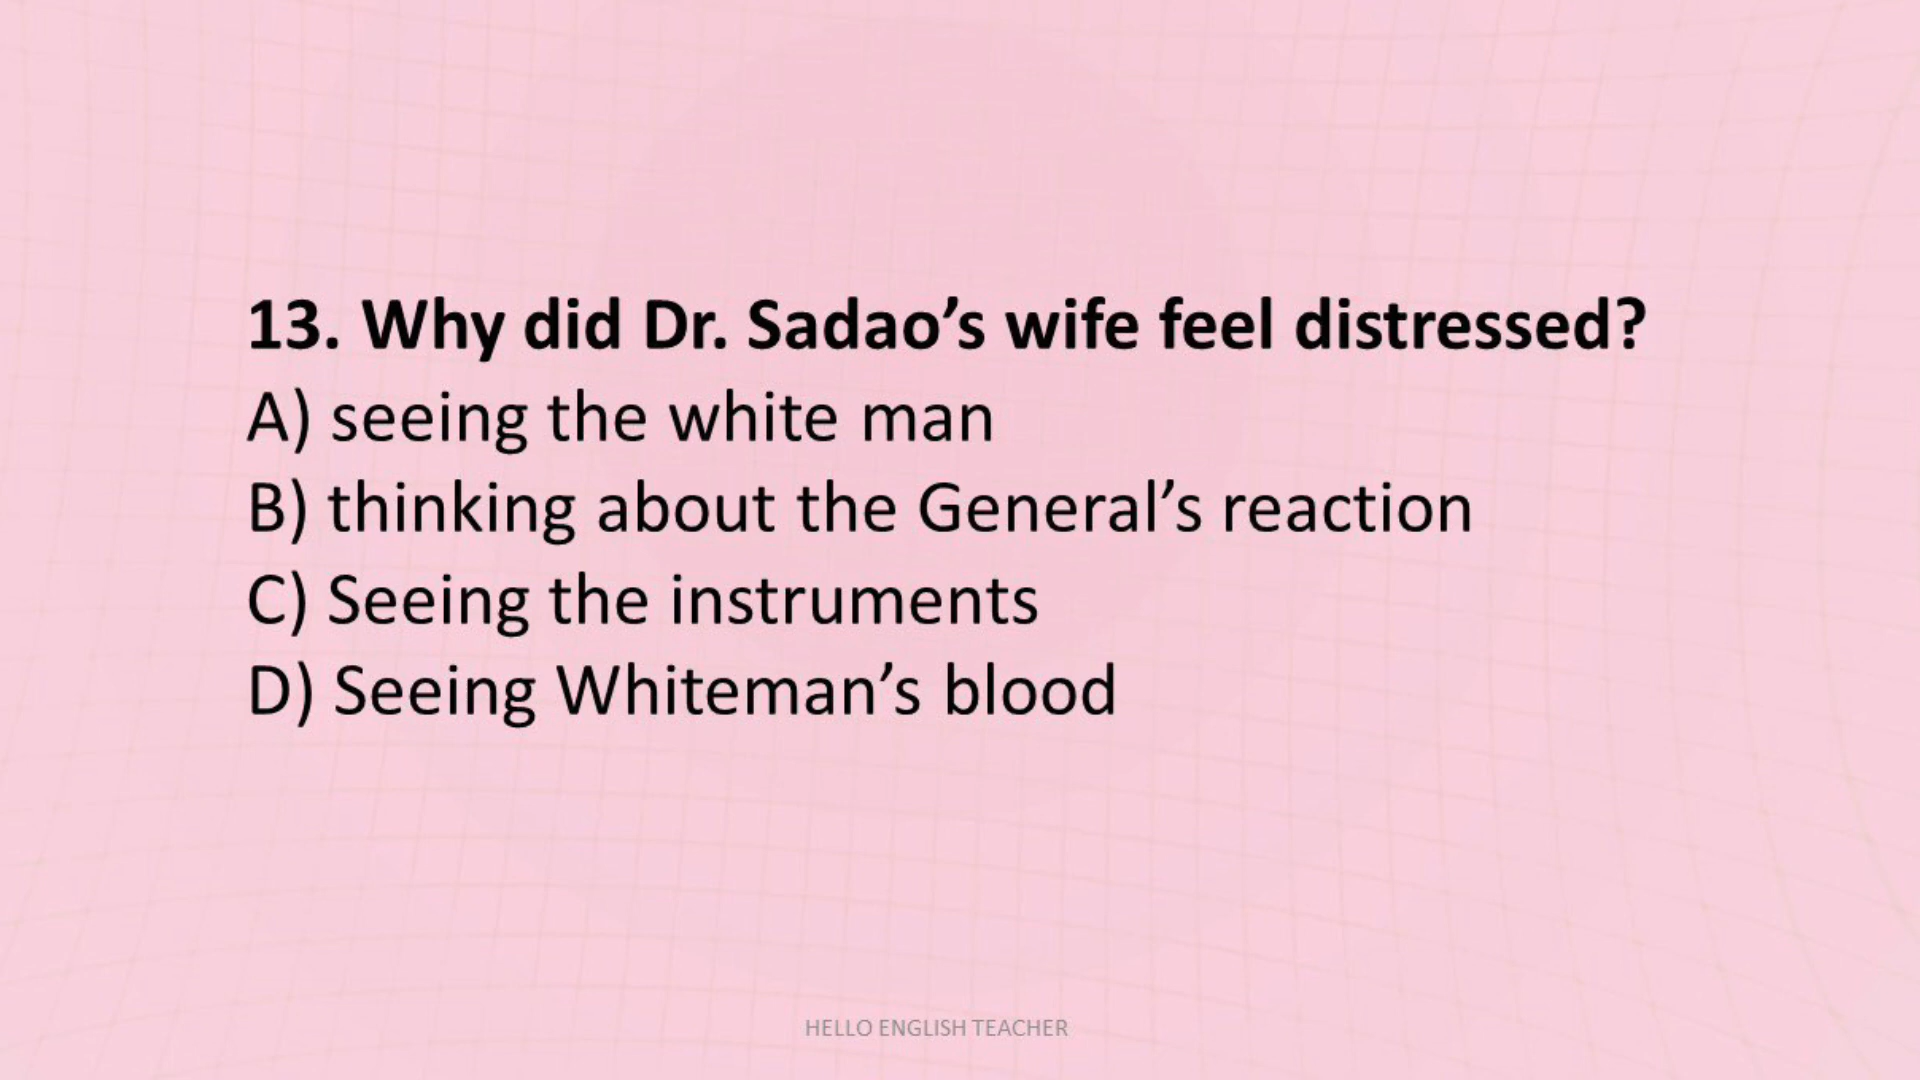 13. Why did Dr. Sadao’s wife feel distressed?
A) seeing the white man
B) thinking about the General’s reaction
C) Seeing the instruments
D) Seeing Whiteman’s blood
HELLO ENGLISH TEACHER